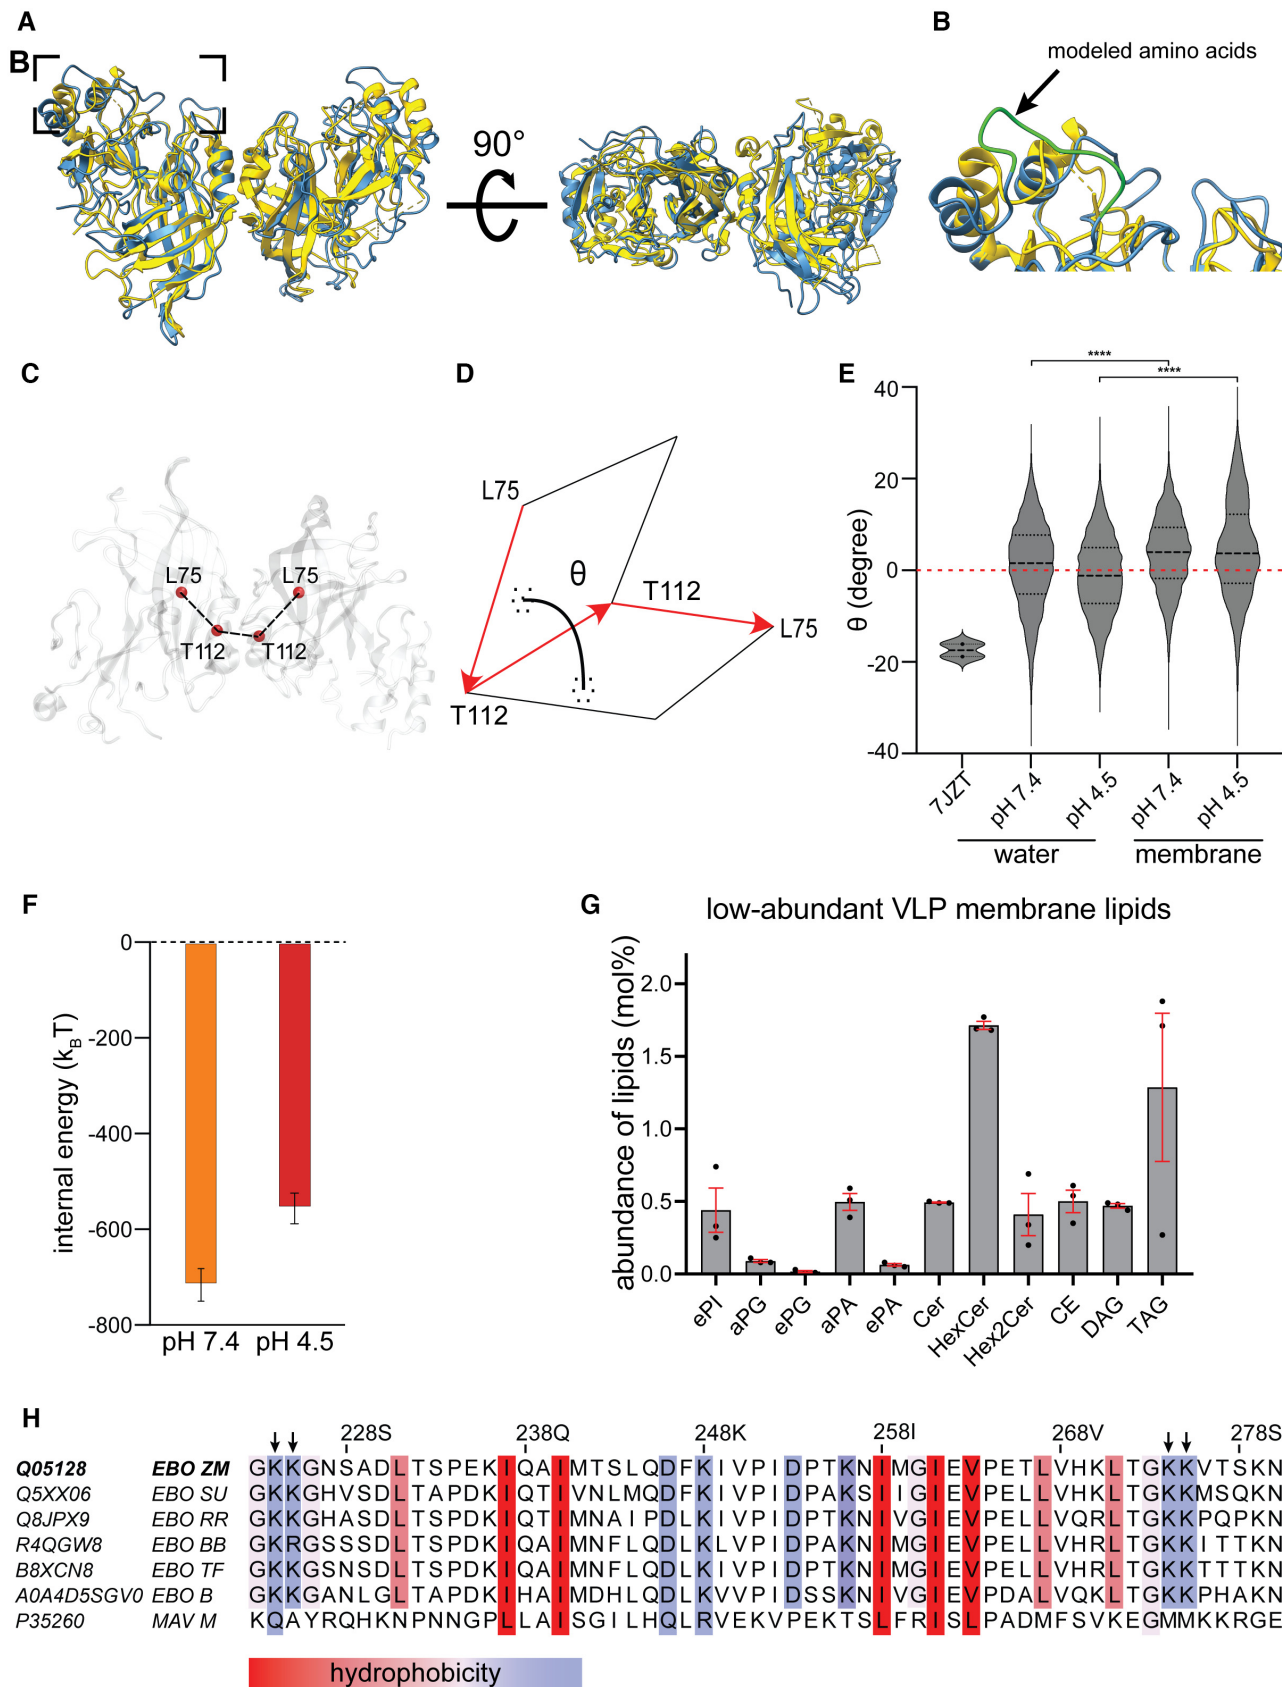 A
B
B
modeled amino acids
90°
C
L75
L75
T112
T112
D
L75
θ
T112
L75
T112
E
****
****
θ (degree)
40
20
0
-20
-40
7JZT
pH 7.4
pH 4.5
pH 7.4
pH 4.5
water
membrane
F
internal energy (kBT)
0
-200
-400
-600
-800
pH 7.4
pH 4.5
G
low-abundant VLP membrane lipids
abundance of lipids (mol%)
2.0
1.5
1.0
0.5
0.0
ePI
aPG
ePG
aPA
ePA
Cer
HexCer
Hex2Cer
CE
DAG
TAG
H
228S 238Q 248K 258I 268V 278S
Q05128 EBO ZM GKKGNSADLTSPEKIQAIMTSLQDFKIVPIDPTKNIMGIEVPETLVHKLTGKKVTSKN
Q5XX06 EBO SU GKKGHVSDLTAPDKIQTIVNLMQDFKIVPIDPAKSIIGIEVPELLVHKLTGKKMSQKN
Q8JPX9 EBO RR GKKGHASDLTAPDKIQTIMNAIPDLKIVPIDPTKNIVGIEVPELLVQRLTGKKPQPKN
R4QGW8 EBO BB GKRGSSSDLTSPDKIQAIMNFLQDLKLVPIDPAKNIMGIEVPELLVHRLTGKKITTKN
B8XCN8 EBO TF GKKGSNSDLTSPDKIQAIMNFLQDLKIVPIDPTKNIMGIEVPELLVHRLTGKKTTTKN
A0A4D5SGV0 EBO B GKKGANLGLTAPDKIHAIMDHLQDLKVVPIDSSKNIVGIEVPDALVQKLTGKKPHAKN
P35260 MAV M KQAYRQHKNPNNGPLLAISGILHQLRVEKVPEKTSLFRISLPADMFSVKEGMMKKRGE
hydrophobicity